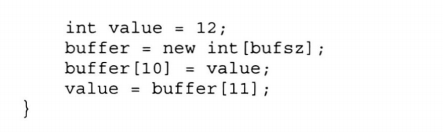 int value = 12;
buffer = new int[bufsz];
buffer[10] = value;
value = buffer[11];
}